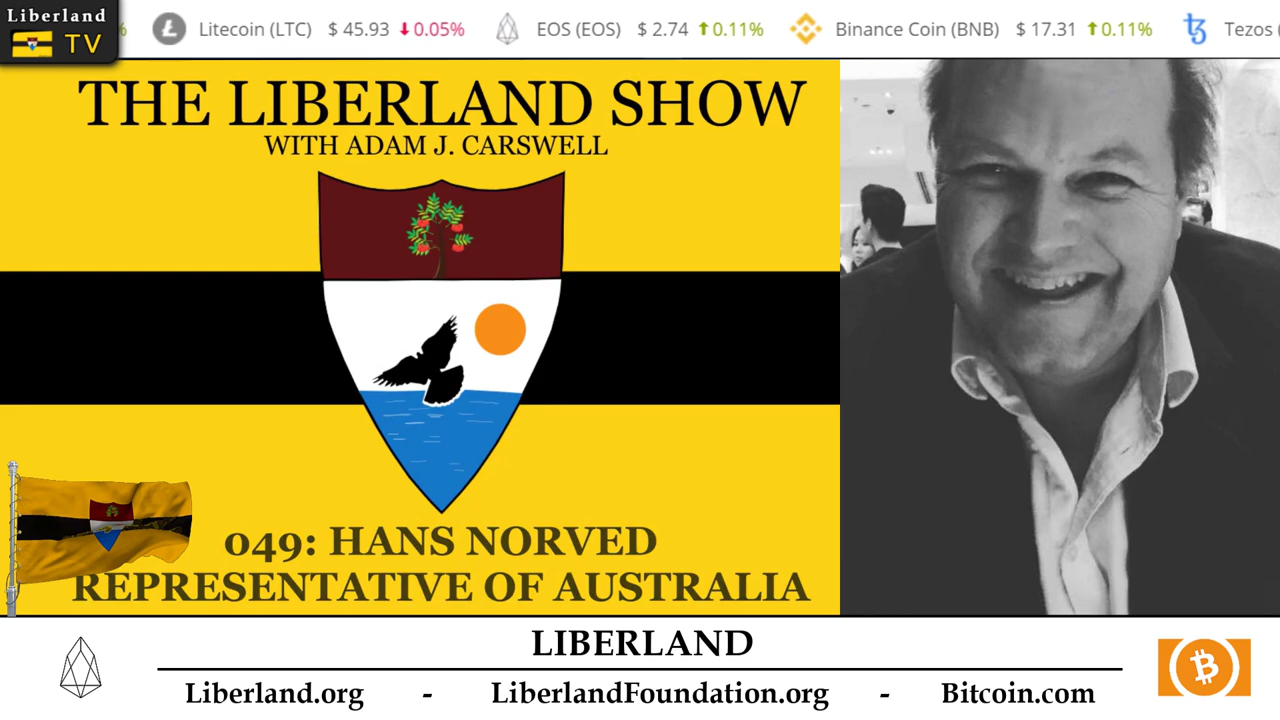 Liberland
TV
% Litecoin (LTC) $ 45.93 0.05% EOS (EOS) $ 2.74 0.11% Binance Coin (BNB) $ 17.31 0.11% Tezos (
THE LIBERLAND SHOW
WITH ADAM J. CARSWELL
049: HANS NORVED
REPRESENTATIVE OF AUSTRALIA
LIBERLAND
Liberland.org - LiberlandFoundation.org - Bitcoin.com